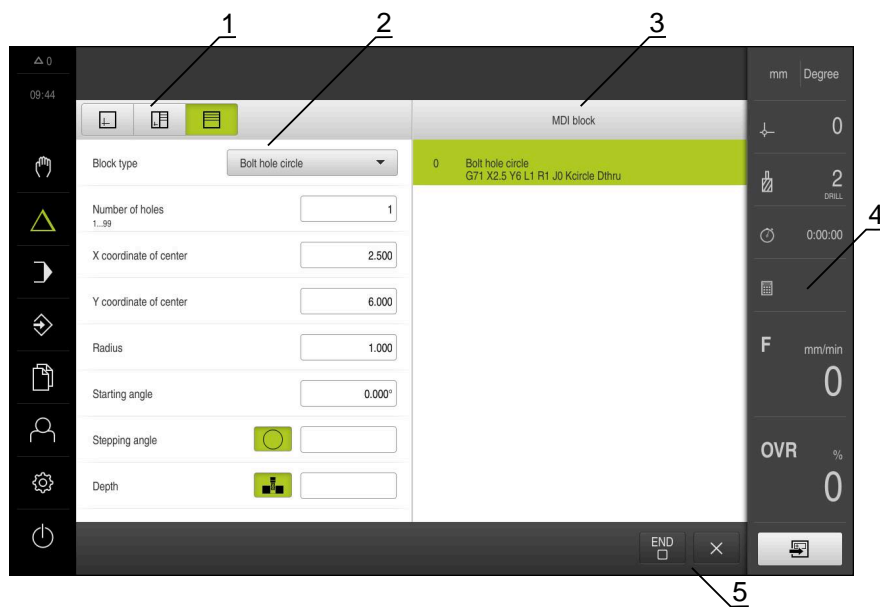 1
2
3
0
09:44
mm Degree
MDI block
0
Block type
Bolt hole circle
0 Bolt hole circle
G71 X2.5 Y6 L1 R1 J0 Kcircle Dthru
2
DRILL
Number of holes
1...99
1
4
0:00:00
X coordinate of center
2.500
Y coordinate of center
6.000
F mm/min
0
Radius
1.000
Starting angle
0.000°
Stepping angle
OVR %
0
Depth
END
5